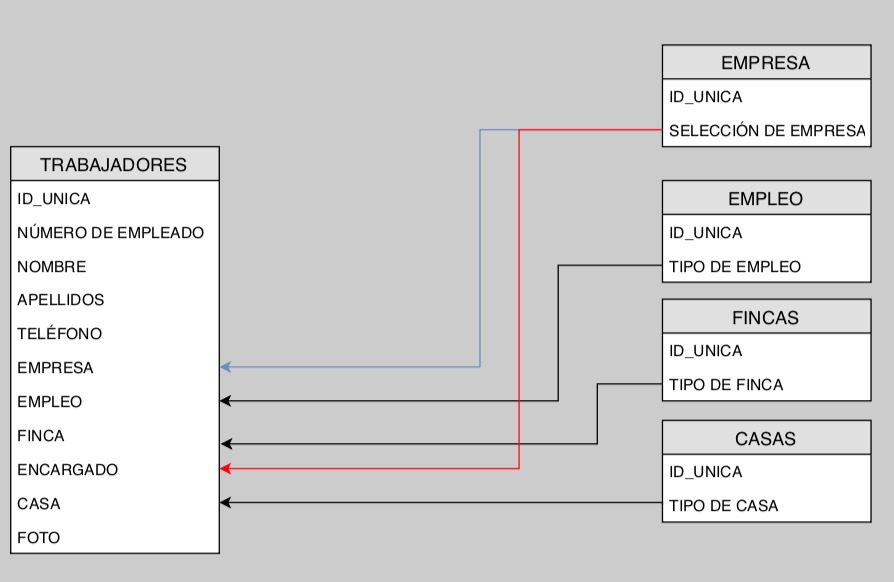 TRABAJADORES
ID_UNICA
NÚMERO DE EMPLEADO
NOMBRE
APELLIDOS
TELÉFONO
EMPRESA
EMPLEO
FINCA
ENCARGADO
CASA
FOTO
EMPRESA
ID_UNICA
SELECCIÓN DE EMPRESA
EMPLEO
ID_UNICA
TIPO DE EMPLEO
FINCAS
ID_UNICA
TIPO DE FINCA
CASAS
ID_UNICA
TIPO DE CASA